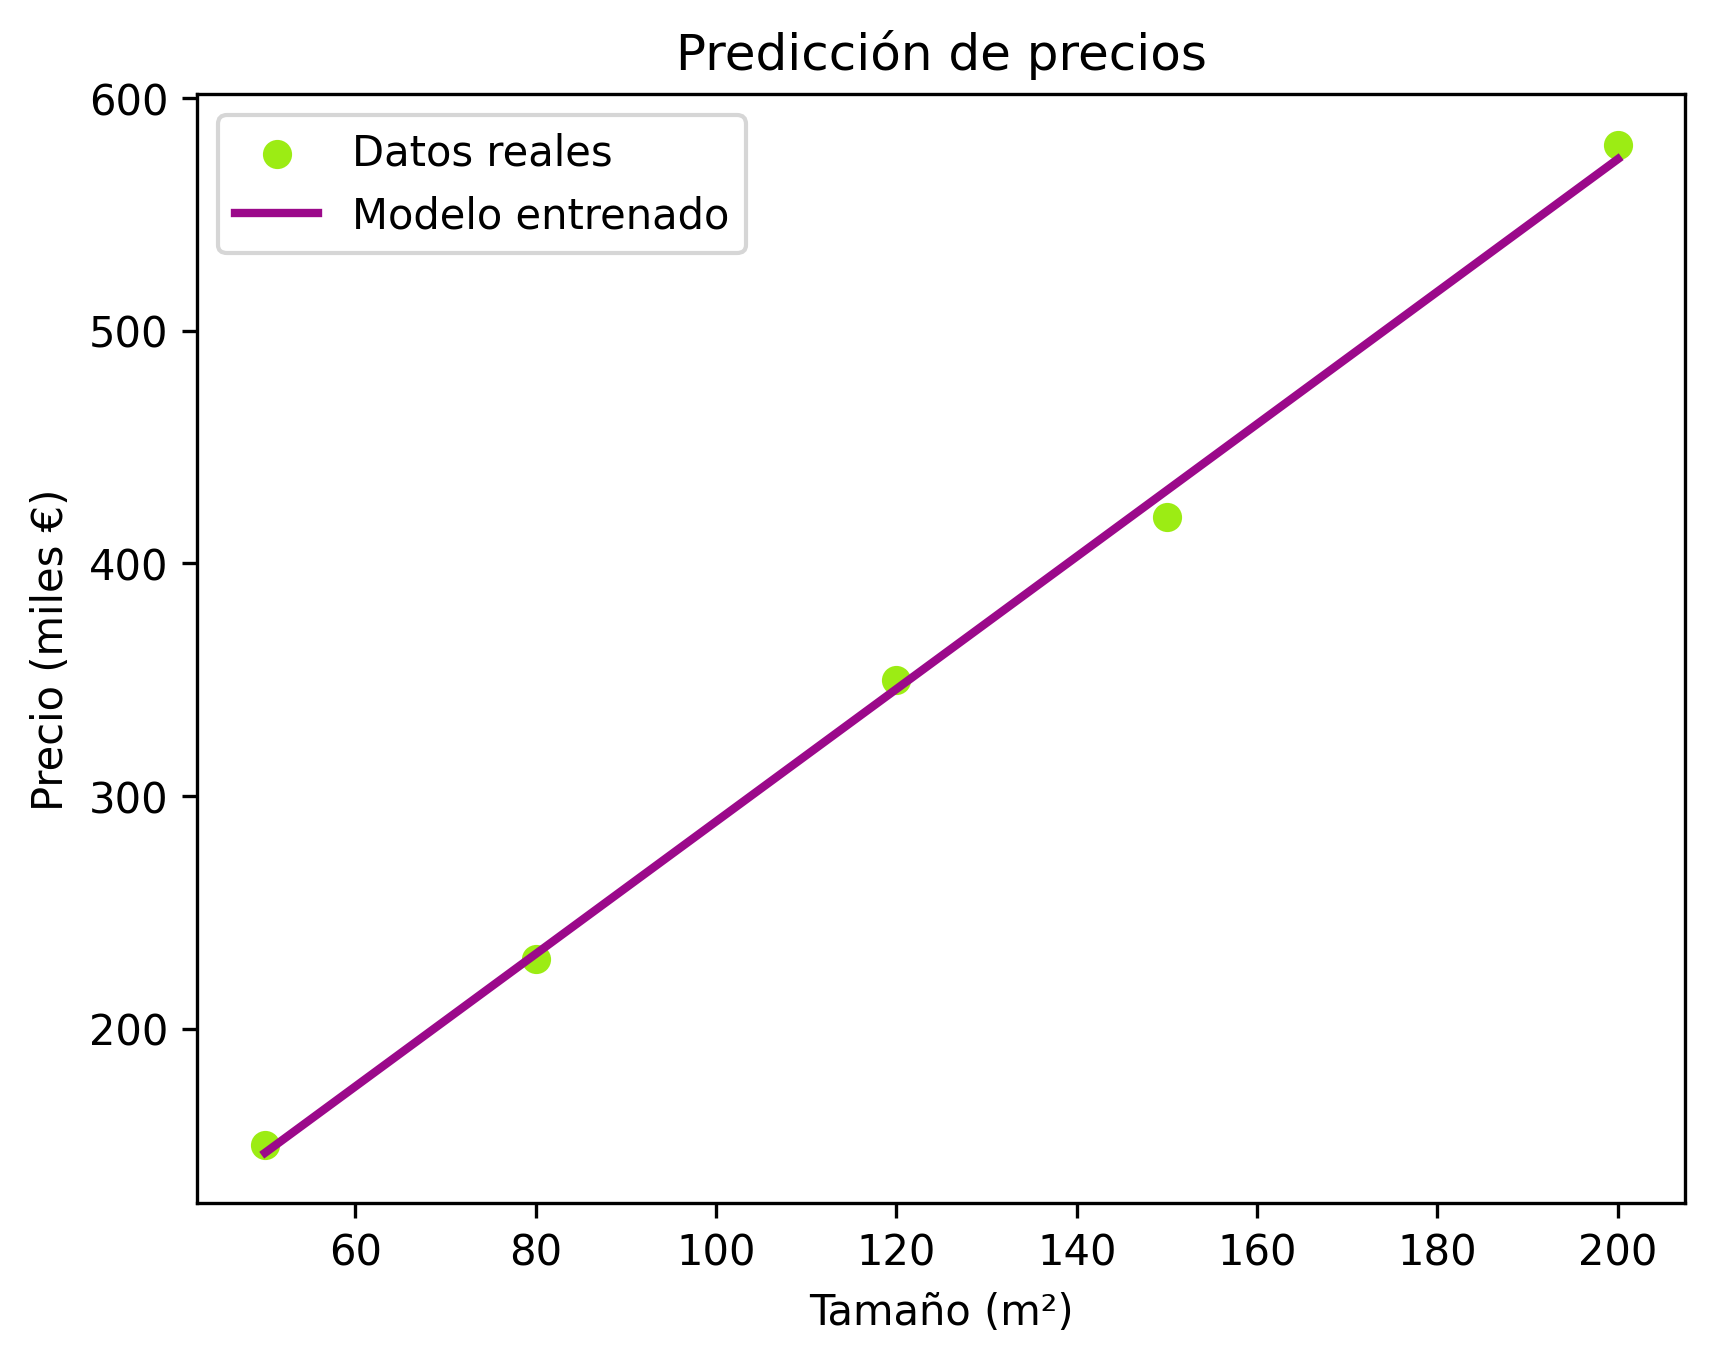 Predicción de precios
Datos reales
Modelo entrenado
600
500
400
300
200
Precio (miles €)
60 80 100 120 140 160 180 200
Tamaño (m²)